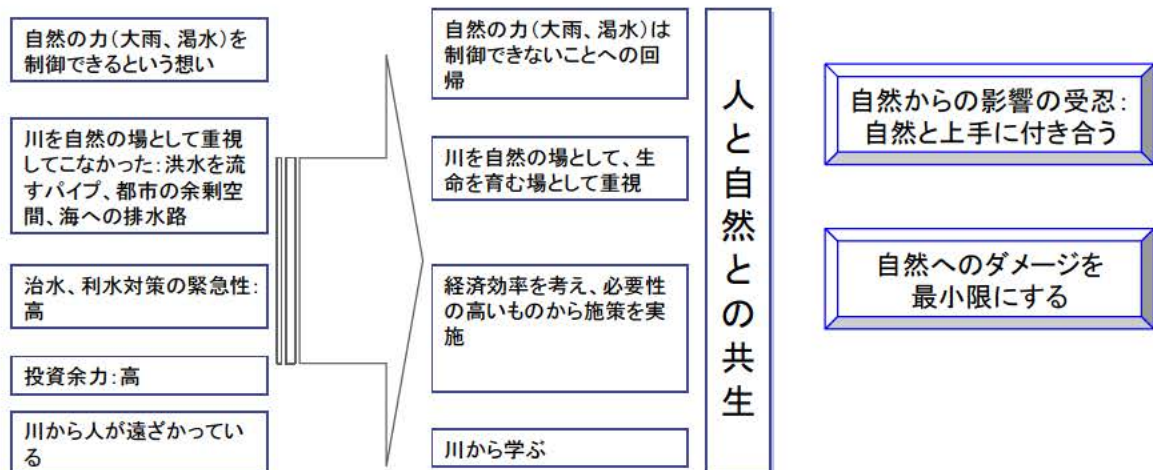 自然の力(大雨、渇水)を
制御できるという想い
川を自然の場として重視
してこなかった:洪水を流
すパイプ、都市の余剰空
間、海への排水路
治水、利水対策の緊急性:
高
投資余力:高
川から人が遠ざかってい
る
自然の力(大雨、渇水)は
制御できないことへの回
帰
川を自然の場として、生
命を育む場として重視
経済効率を考え、必要性
の高いものから施策を実
施
川から学ぶ
人と自然との共生
自然からの影響の受忍:
自然と上手に付き合う
自然へのダメージを
最小限にする